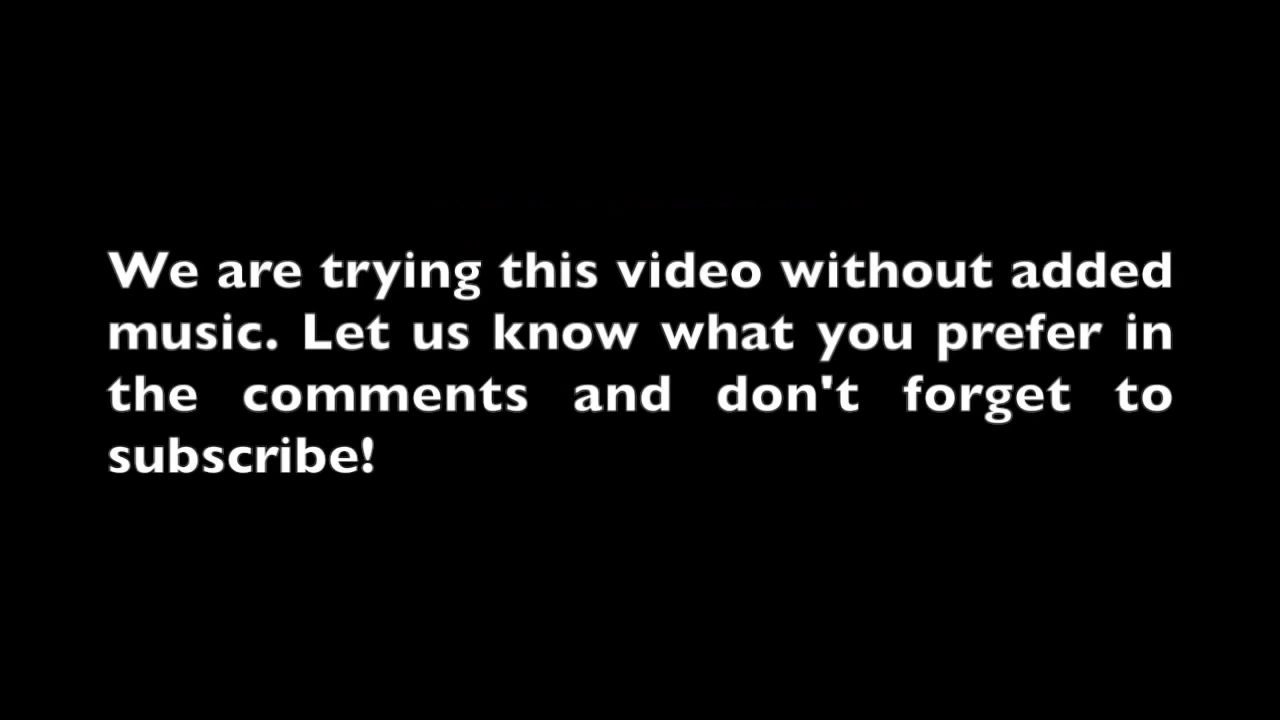 We are trying this video without added
music. Let us know what you prefer in
the comments and don't forget to
subscribe!